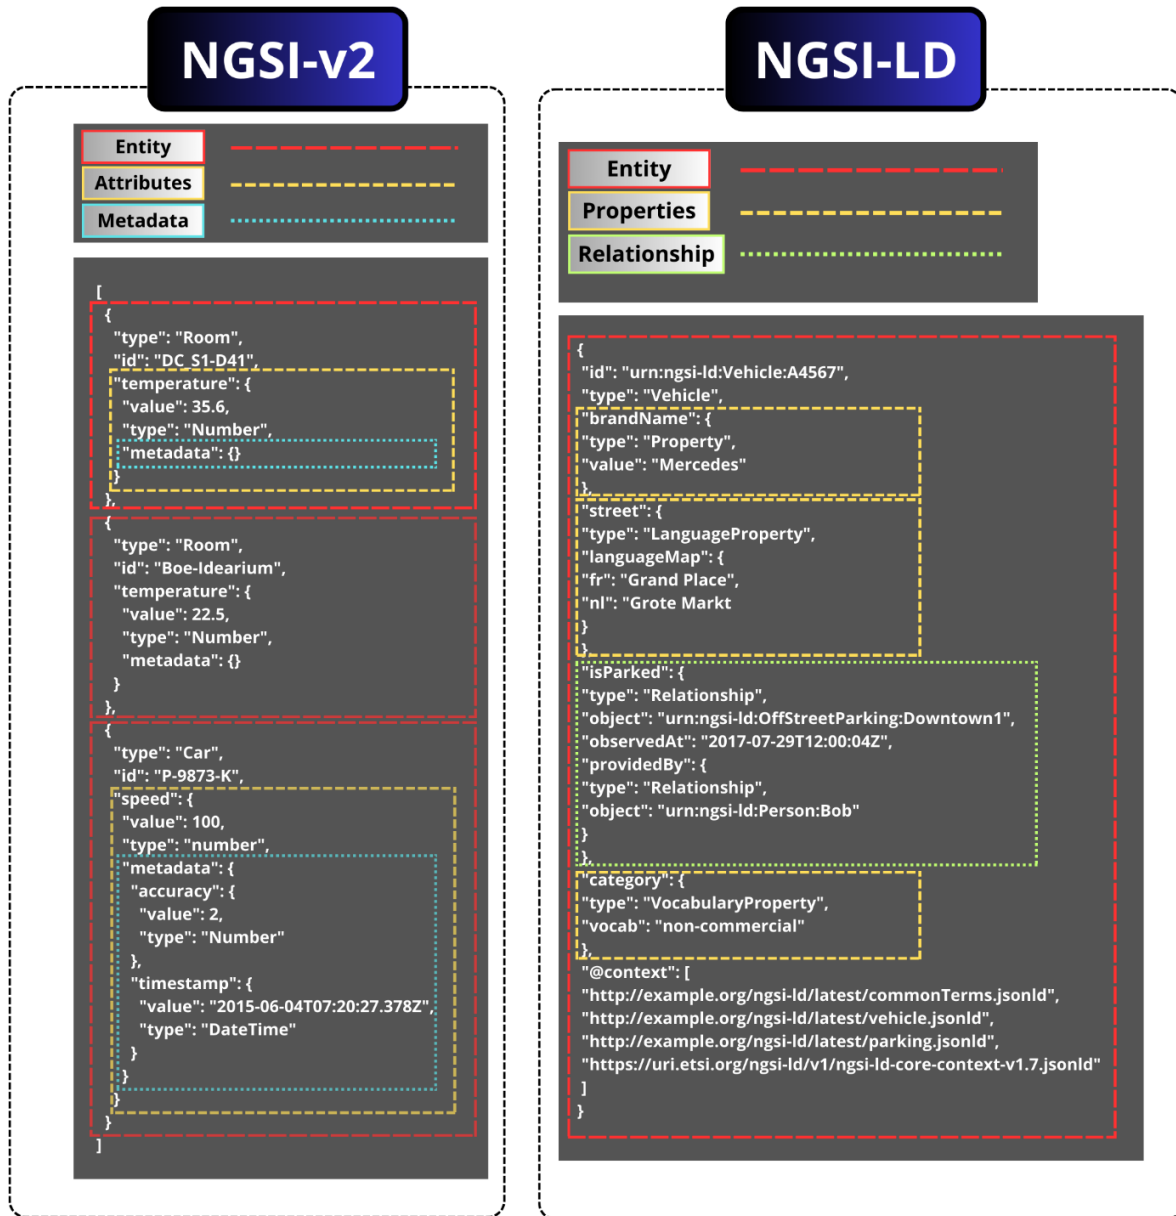 NGSI-v2
Entity
Attributes
Metadata
[
{
"type": "Room",
"id": "DC_S1-D41",
"temperature": {
"value": 35.6,
"type": "Number",
"metadata": {}
}
},
{
"type": "Room",
"id": "Boe-Idearium",
"temperature": {
"value": 22.5,
"type": "Number",
"metadata": {}
}
},
{
"type": "Car",
"id": "P-9873-K",
"speed": {
"value": 100,
"type": "number",
"metadata": {
"accuracy": {
"value": 2,
"type": "Number"
},
"timestamp": {
"value": "2015-06-04T07:20:27.378Z",
"type": "DateTime"
}
}
}
}
]
NGSI-LD
Entity
Properties
Relationship
{
"id": "urn:ngsi-ld:Vehicle:A4567",
"type": "Vehicle",
"brandName": {
"type": "Property",
"value": "Mercedes"
},
"street": {
"type": "LanguageProperty",
"languageMap": {
"fr": "Grand Place",
"nl": "Grote Markt
}
},
"isParked": {
"type": "Relationship",
"object": "urn:ngsi-ld:OffStreetParking:Downtown1",
"observedAt": "2017-07-29T12:00:04Z",
"providedBy": {
"type": "Relationship",
"object": "urn:ngsi-ld:Person:Bob"
}
},
"category": {
"type": "VocabularyProperty",
"vocab": "non-commercial"
},
"@context": [
"http://example.org/ngsi-ld/latest/commonTerms.jsonld",
"http://example.org/ngsi-ld/latest/vehicle.jsonld",
"http://example.org/ngsi-ld/latest/parking.jsonld",
"https://uri.etsi.org/ngsi-ld/v1/ngsi-ld-core-context-v1.7.jsonld"
]
}